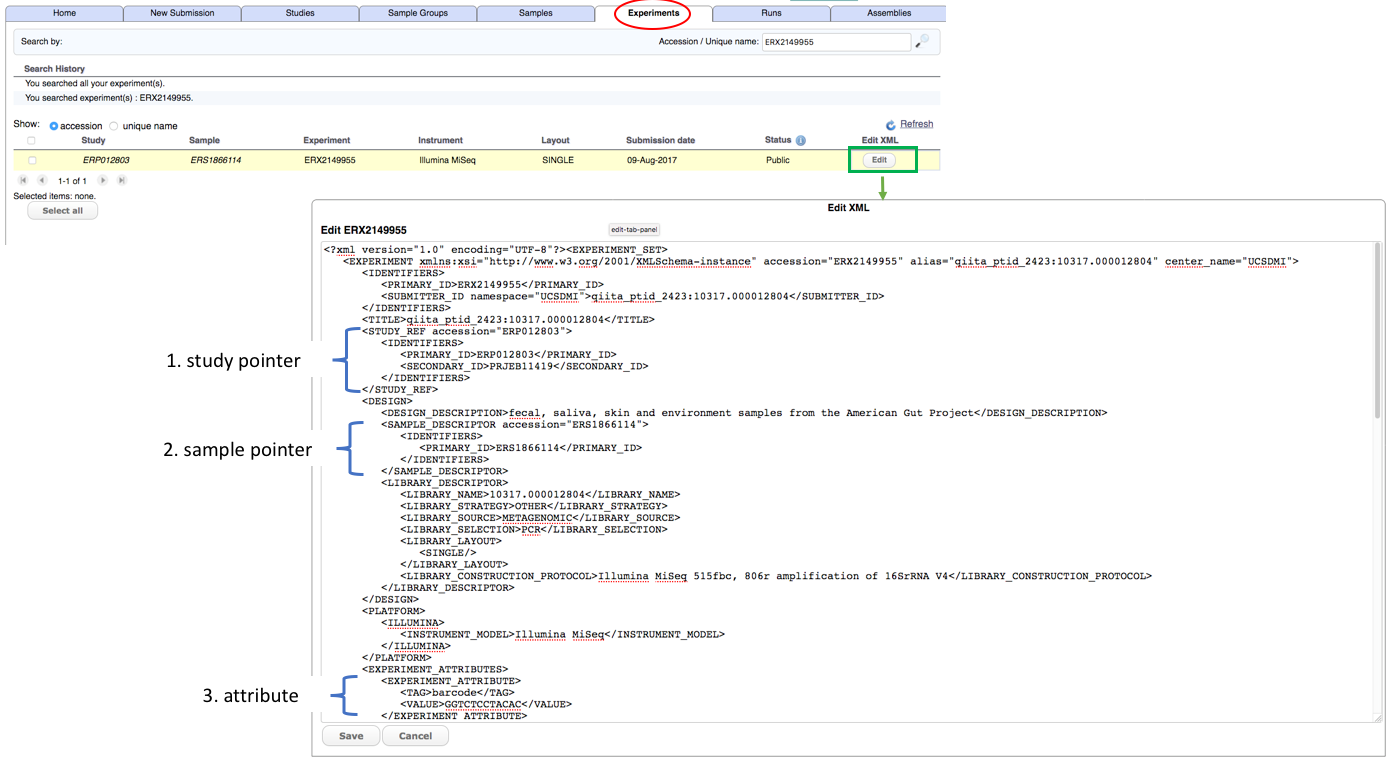 Home New Submission Studies Sample Groups Samples Experiments Runs Assemblies
Search by: Accession / Unique name: ERX2149955
Search History
You searched all your experiment(s).
You searched experiment(s) : ERX2149955.
Show: accession unique name Refresh
Study Sample Experiment Instrument Layout Submission date Status Edit XML
ERP012803 ERS1866114 ERX2149955 Illumina MiSeq SINGLE 09-Aug-2017 Public Edit
1-1 of 1
Selected items: none.
Select all
Edit XML
Edit ERX2149955 edit-tab-panel
<?xml version="1.0" encoding="UTF-8"?><EXPERIMENT_SET>
<EXPERIMENT xmlns:xsi="http://www.w3.org/2001/XMLSchema-instance" accession="ERX2149955" alias="qiita_ptid_2423:10317.000012804" center_name="UCSDMI">
<IDENTIFIERS>
<PRIMARY_ID>ERX2149955</PRIMARY_ID>
<SUBMITTER_ID namespace="UCSDMI">qiita_ptid_2423:10317.000012804</SUBMITTER_ID>
</IDENTIFIERS>
<TITLE>qiita_ptid_2423:10317.000012804</TITLE>
<STUDY_REF accession="ERP012803">
<IDENTIFIERS>
1. study pointer
<PRIMARY_ID>ERP012803</PRIMARY_ID>
<SECONDARY_ID>PRJEB11419</SECONDARY_ID>
</IDENTIFIERS>
</STUDY_REF>
<DESIGN>
<DESIGN_DESCRIPTION>fecal, saliva, skin and environment samples from the American Gut Project</DESIGN_DESCRIPTION>
<SAMPLE_DESCRIPTOR accession="ERS1866114">
<IDENTIFIERS>
2. sample pointer
<PRIMARY_ID>ERS1866114</PRIMARY_ID>
</IDENTIFIERS>
</SAMPLE_DESCRIPTOR>
<LIBRARY_DESCRIPTOR>
<LIBRARY_NAME>10317.000012804</LIBRARY_NAME>
<LIBRARY_STRATEGY>OTHER</LIBRARY_STRATEGY>
<LIBRARY_SOURCE>METAGENOMIC</LIBRARY_SOURCE>
<LIBRARY_SELECTION>PCR</LIBRARY_SELECTION>
<LIBRARY_LAYOUT>
<SINGLE/>
</LIBRARY_LAYOUT>
<LIBRARY_CONSTRUCTION_PROTOCOL>Illumina MiSeq 515fbc, 806r amplification of 16SrRNA V4</LIBRARY_CONSTRUCTION_PROTOCOL>
</LIBRARY_DESCRIPTOR>
</DESIGN>
<PLATFORM>
<ILLUMINA>
<INSTRUMENT_MODEL>Illumina MiSeq</INSTRUMENT_MODEL>
</ILLUMINA>
</PLATFORM>
<EXPERIMENT_ATTRIBUTES>
<EXPERIMENT_ATTRIBUTE>
3. attribute
<TAG>barcode</TAG>
<VALUE>GGTCTCCTACAC</VALUE>
</EXPERIMENT_ATTRIBUTE>
Save Cancel